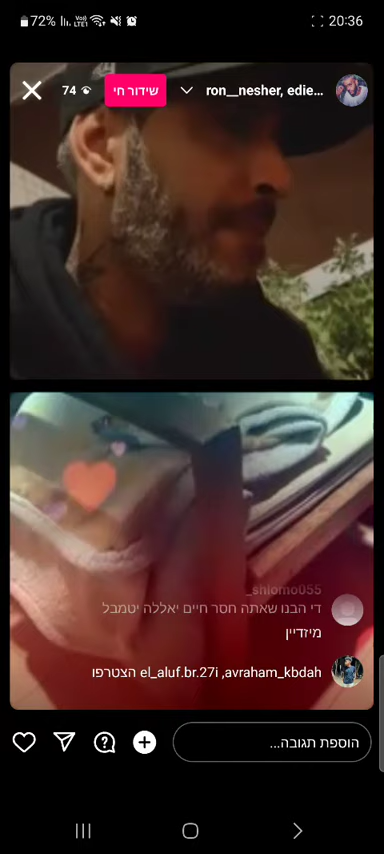 72%
20:36
74
שידור חי
ron__nesher, edie...
_shlomo055
די הבנו שאתה חסר חיים יאללה יטמבל
מיזדיין
el_aluf.br.27i ,avraham_kbdah הצטרפו
הוספת תגובה...